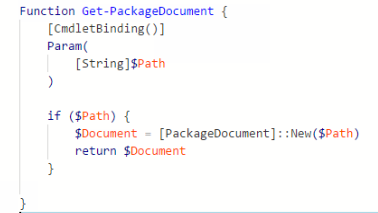 Function Get-PackageDocument {
[CmdletBinding()]
Param(
[String]$Path
)
if ($Path) {
$Document = [PackageDocument]::New($Path)
return $Document
}
}